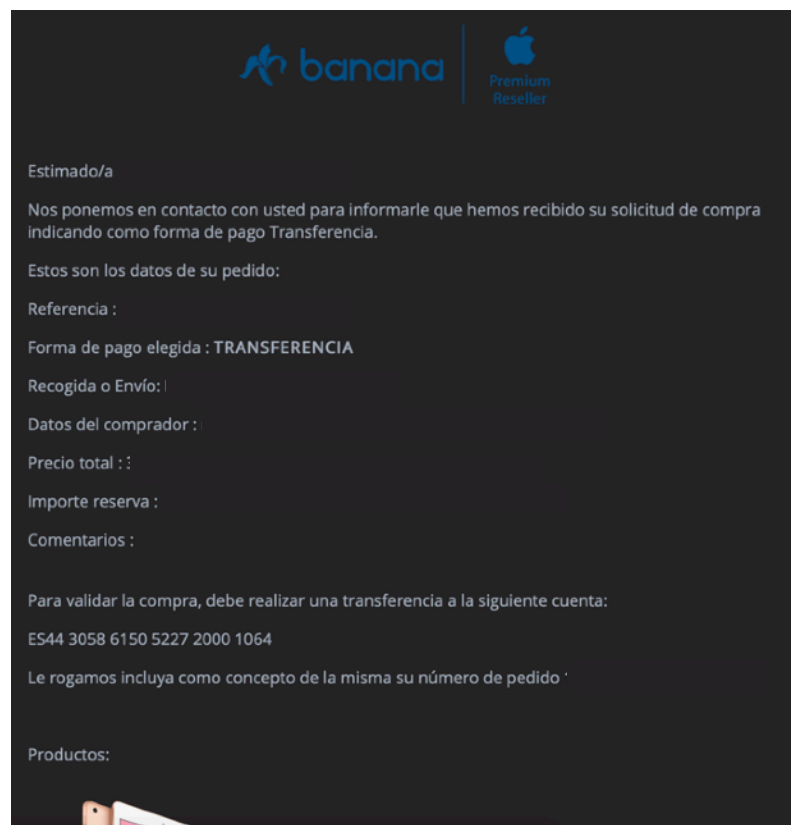 banana
Premium
Reseller
Estimado/a
Nos ponemos en contacto con usted para informarle que hemos recibido su solicitud de compra
indicando como forma de pago Transferencia.
Estos son los datos de su pedido:
Referencia :
Forma de pago elegida : TRANSFERENCIA
Recogida o Envío:
Datos del comprador :
Precio total :
Importe reserva :
Comentarios :
Para validar la compra, debe realizar una transferencia a la siguiente cuenta:
ES44 3058 6150 5227 2000 1064
Le rogamos incluya como concepto de la misma su número de pedido
Productos: